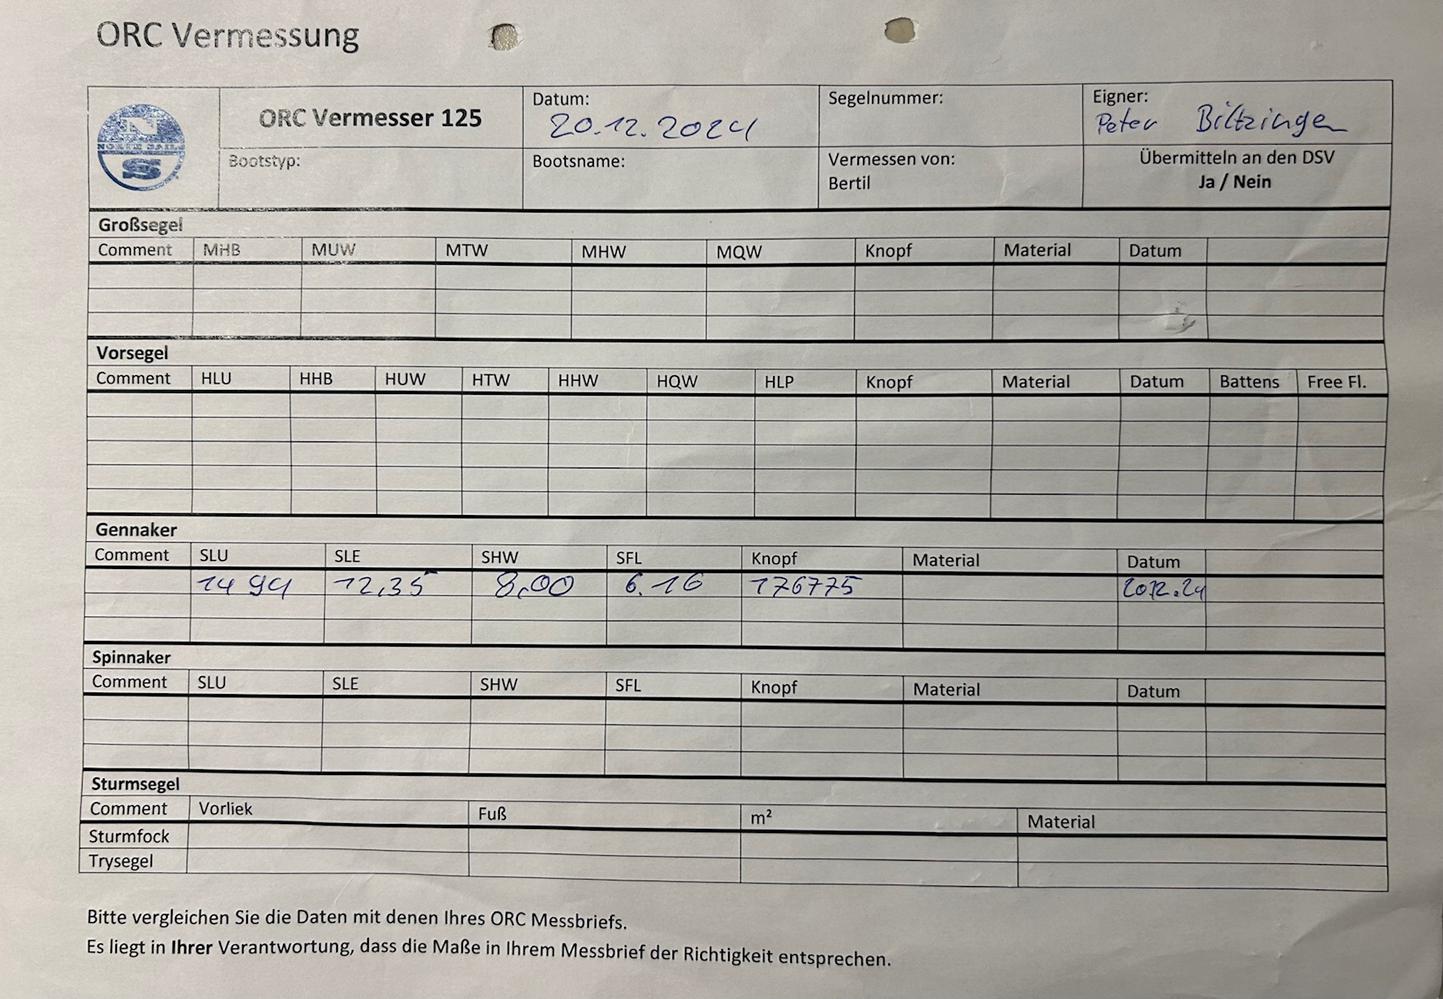 ORC Vermessung
NORTH SAILS
ORC Vermesser 125
Datum:
20.12.2024
Segelnummer:
Eigner:
Peter Biltzingen
Bootstyp:
Bootsname:
Vermessen von:
Bertil
Übermitteln an den DSV
Ja / Nein
Großsegel
Comment MHB MUW MTW MHW MQW Knopf Material Datum
Vorsegel
Comment HLU HHB HUW HTW HHW HQW HLP Knopf Material Datum Battens Free Fl.
Gennaker
Comment SLU SLE SHW SFL Knopf Material Datum
14 94 12,35 8,00 6.16 176775 20.12.24
Spinnaker
Comment SLU SLE SHW SFL Knopf Material Datum
Sturmsegel
Comment Vorliek Fuß m² Material
Sturmfock
Trysegel
Bitte vergleichen Sie die Daten mit denen Ihres ORC Messbriefs.
Es liegt in Ihrer Verantwortung, dass die Maße in Ihrem Messbrief der Richtigkeit entsprechen.